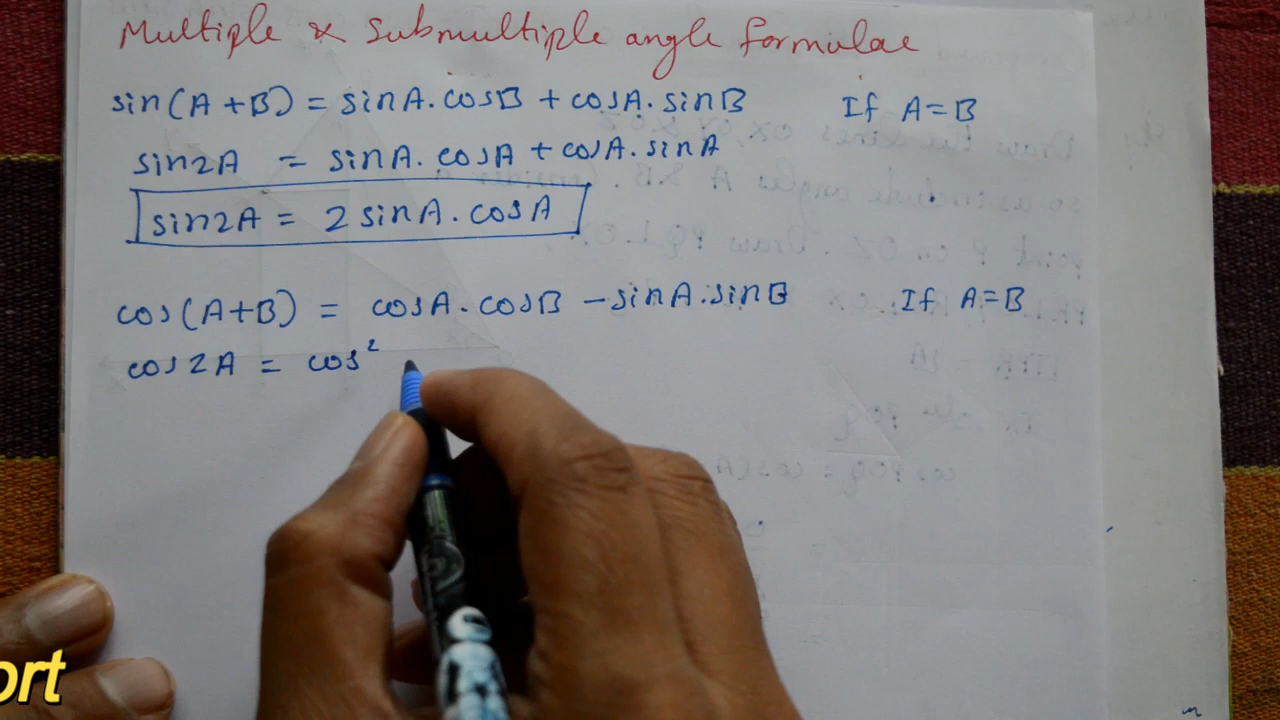 Multiple & Submultiple angle formulae
sin(A+B) = sinA.cosB + cosA.sinB If A=B
sin2A = sinA.cosA + cosA.sinA
sin2A = 2 sinA.cosA
cos(A+B) = cosA.cosB - sinA.sinB If A=B
cos2A = cos²
ort